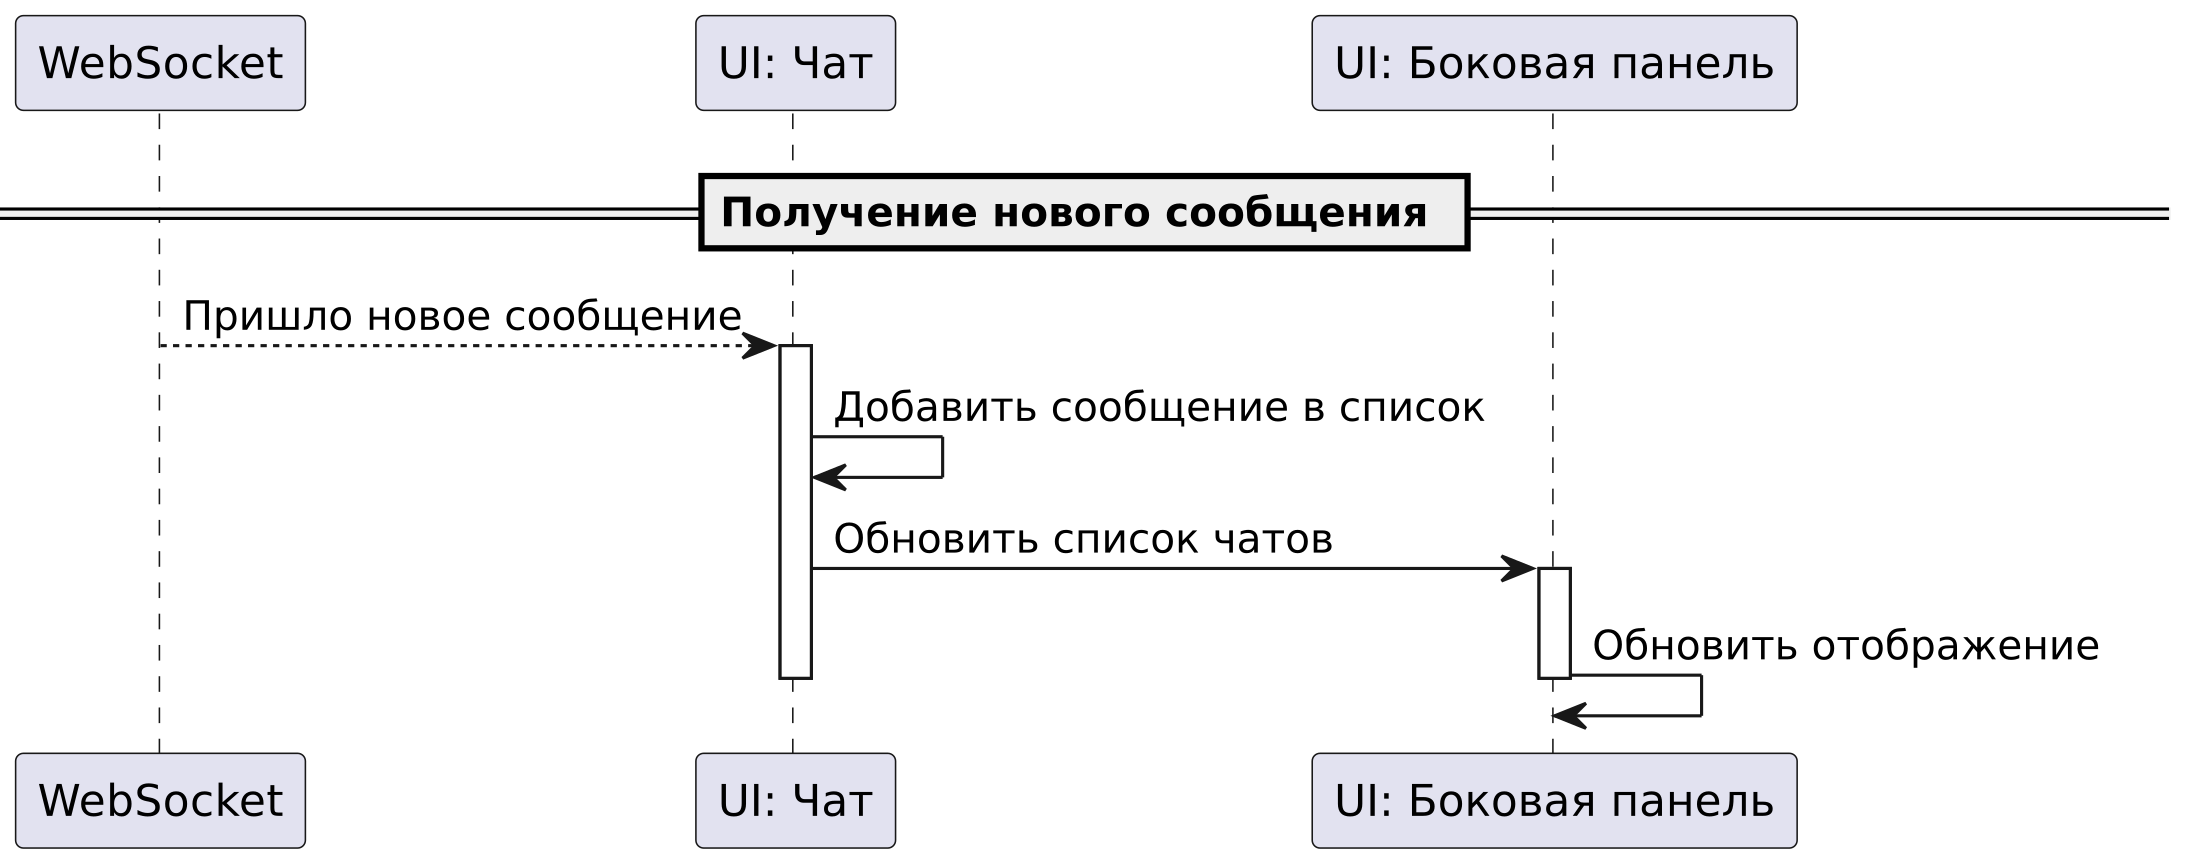 WebSocket
UI: Чат
UI: Боковая панель
Получение нового сообщения
Пришло новое сообщение
Добавить сообщение в список
Обновить список чатов
Обновить отображение
WebSocket
UI: Чат
UI: Боковая панель